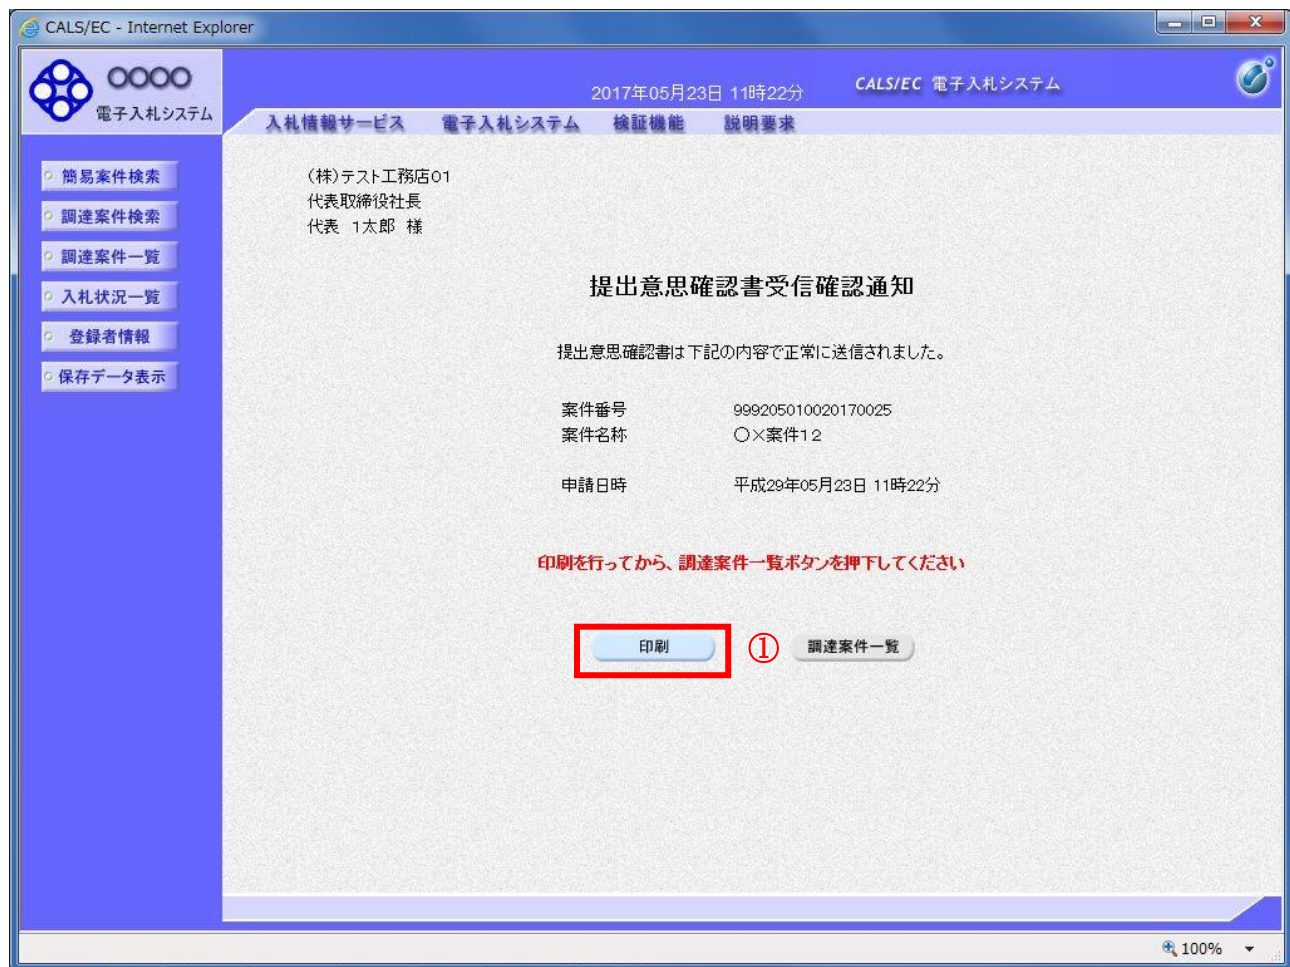 CALS/EC - Internet Explorer
〇〇〇〇
電子入札システム
2017年05月23日 11時22分
CALS/EC 電子入札システム
入札情報サービス 電子入札システム 検証機能 説明要求
簡易案件検索
調達案件検索
調達案件一覧
入札状況一覧
登録者情報
保存データ表示
(株)テスト工務店01
代表取締役社長
代表 1太郎 様
提出意思確認書受信確認通知
提出意思確認書は下記の内容で正常に送信されました。
案件番号 999205010020170025
案件名称 〇×案件12
申請日時 平成29年05月23日 11時22分
印刷を行ってから、調達案件一覧ボタンを押下してください
印刷 ① 調達案件一覧
100%